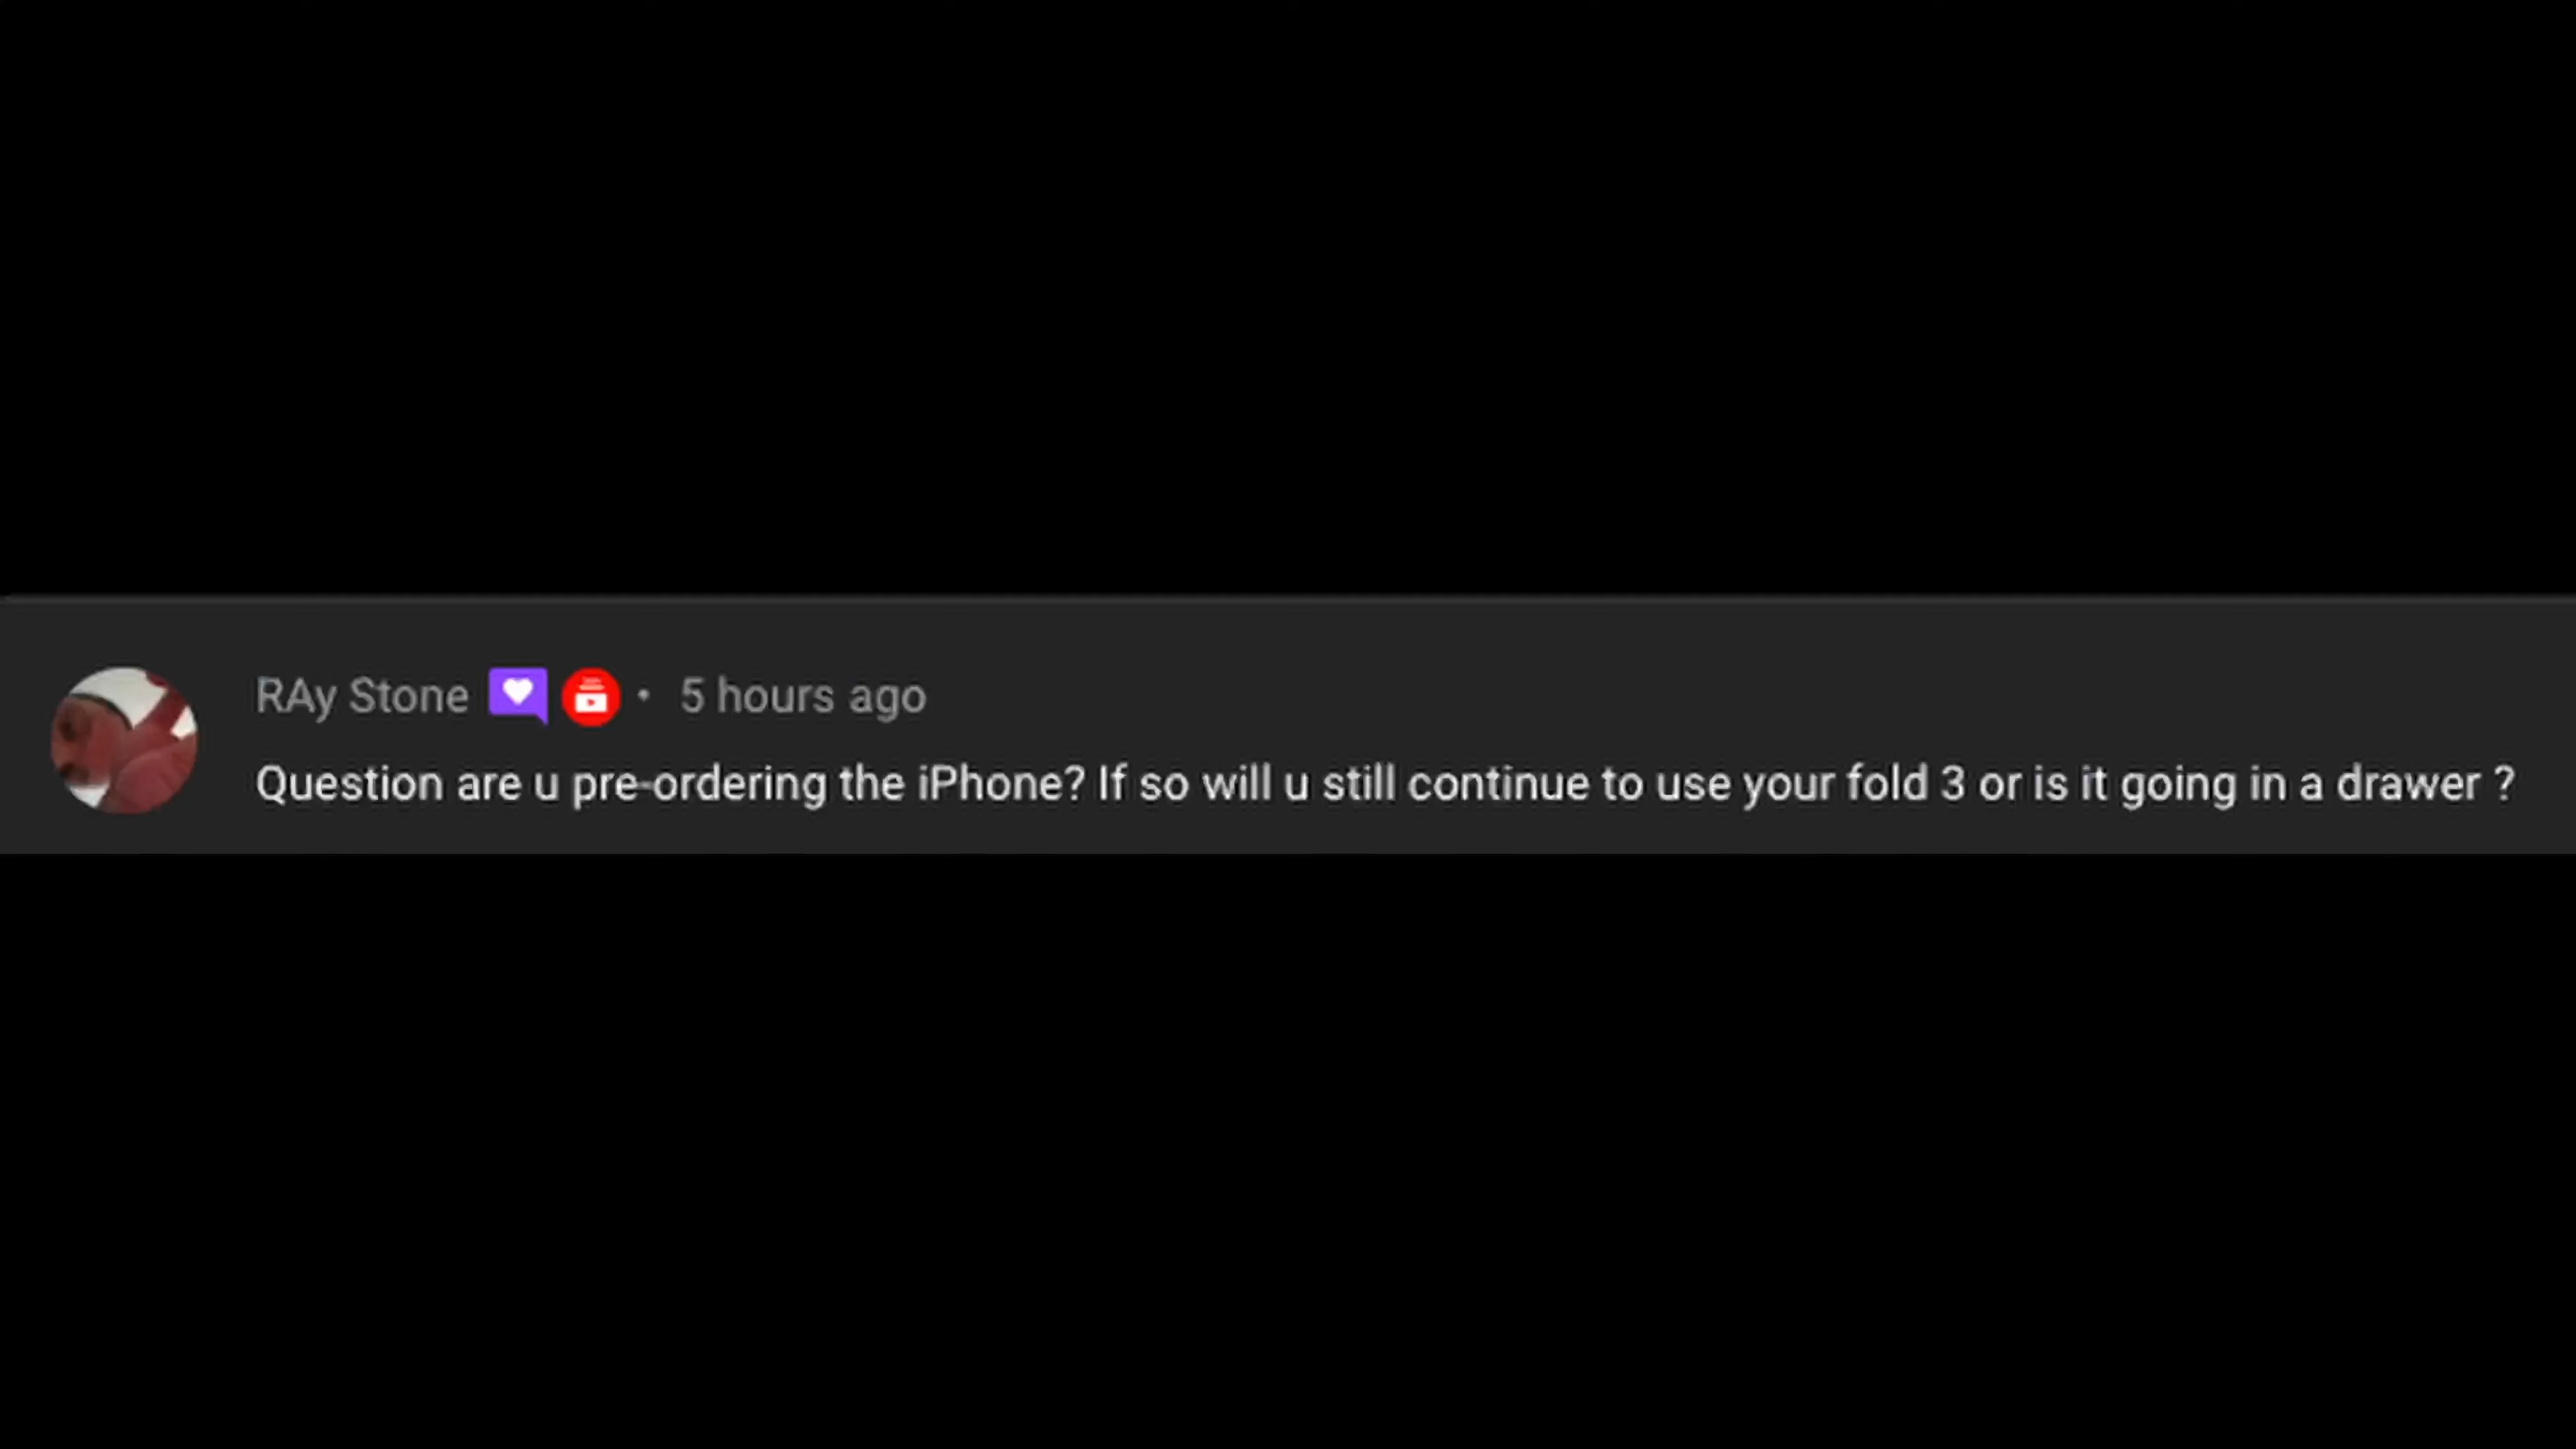 RAy Stone • 5 hours ago
Question are u pre-ordering the iPhone? If so will u still continue to use your fold 3 or is it going in a drawer ?